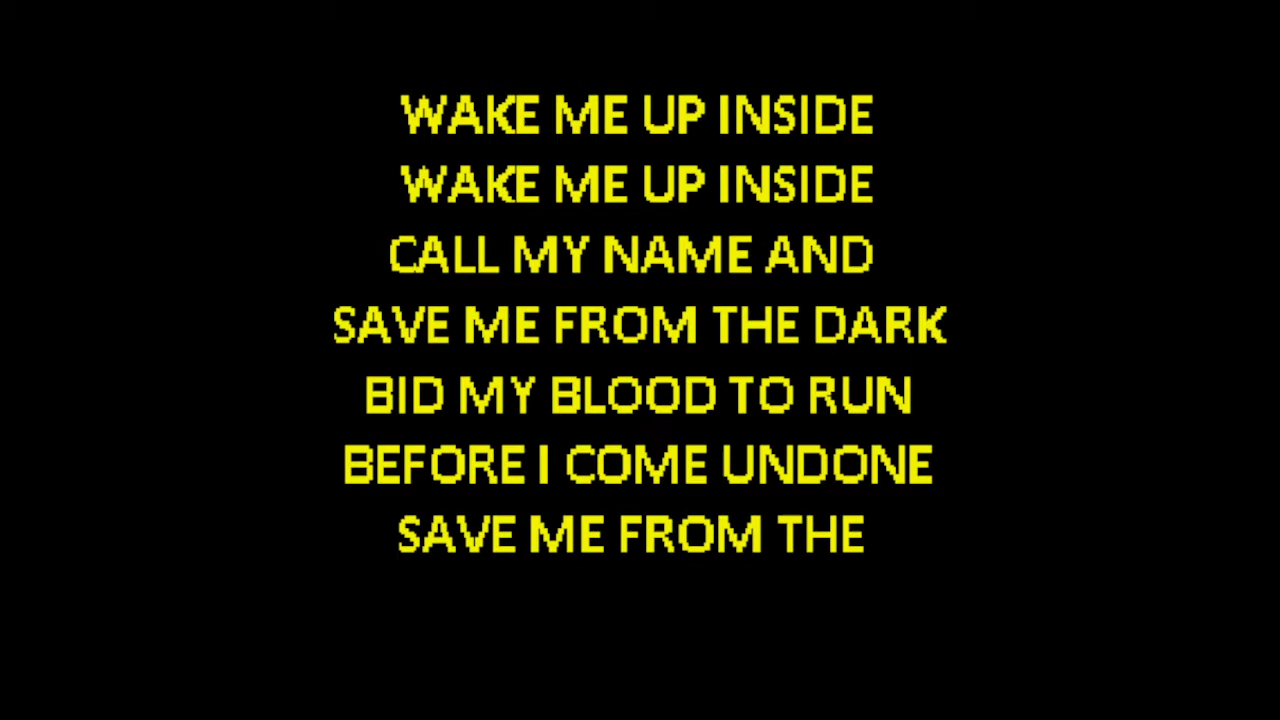 WAKE ME UP INSIDE
WAKE ME UP INSIDE
CALL MY NAME AND
SAVE ME FROM THE DARK
BID MY BLOOD TO RUN
BEFORE I COME UNDONE
SAVE ME FROM THE